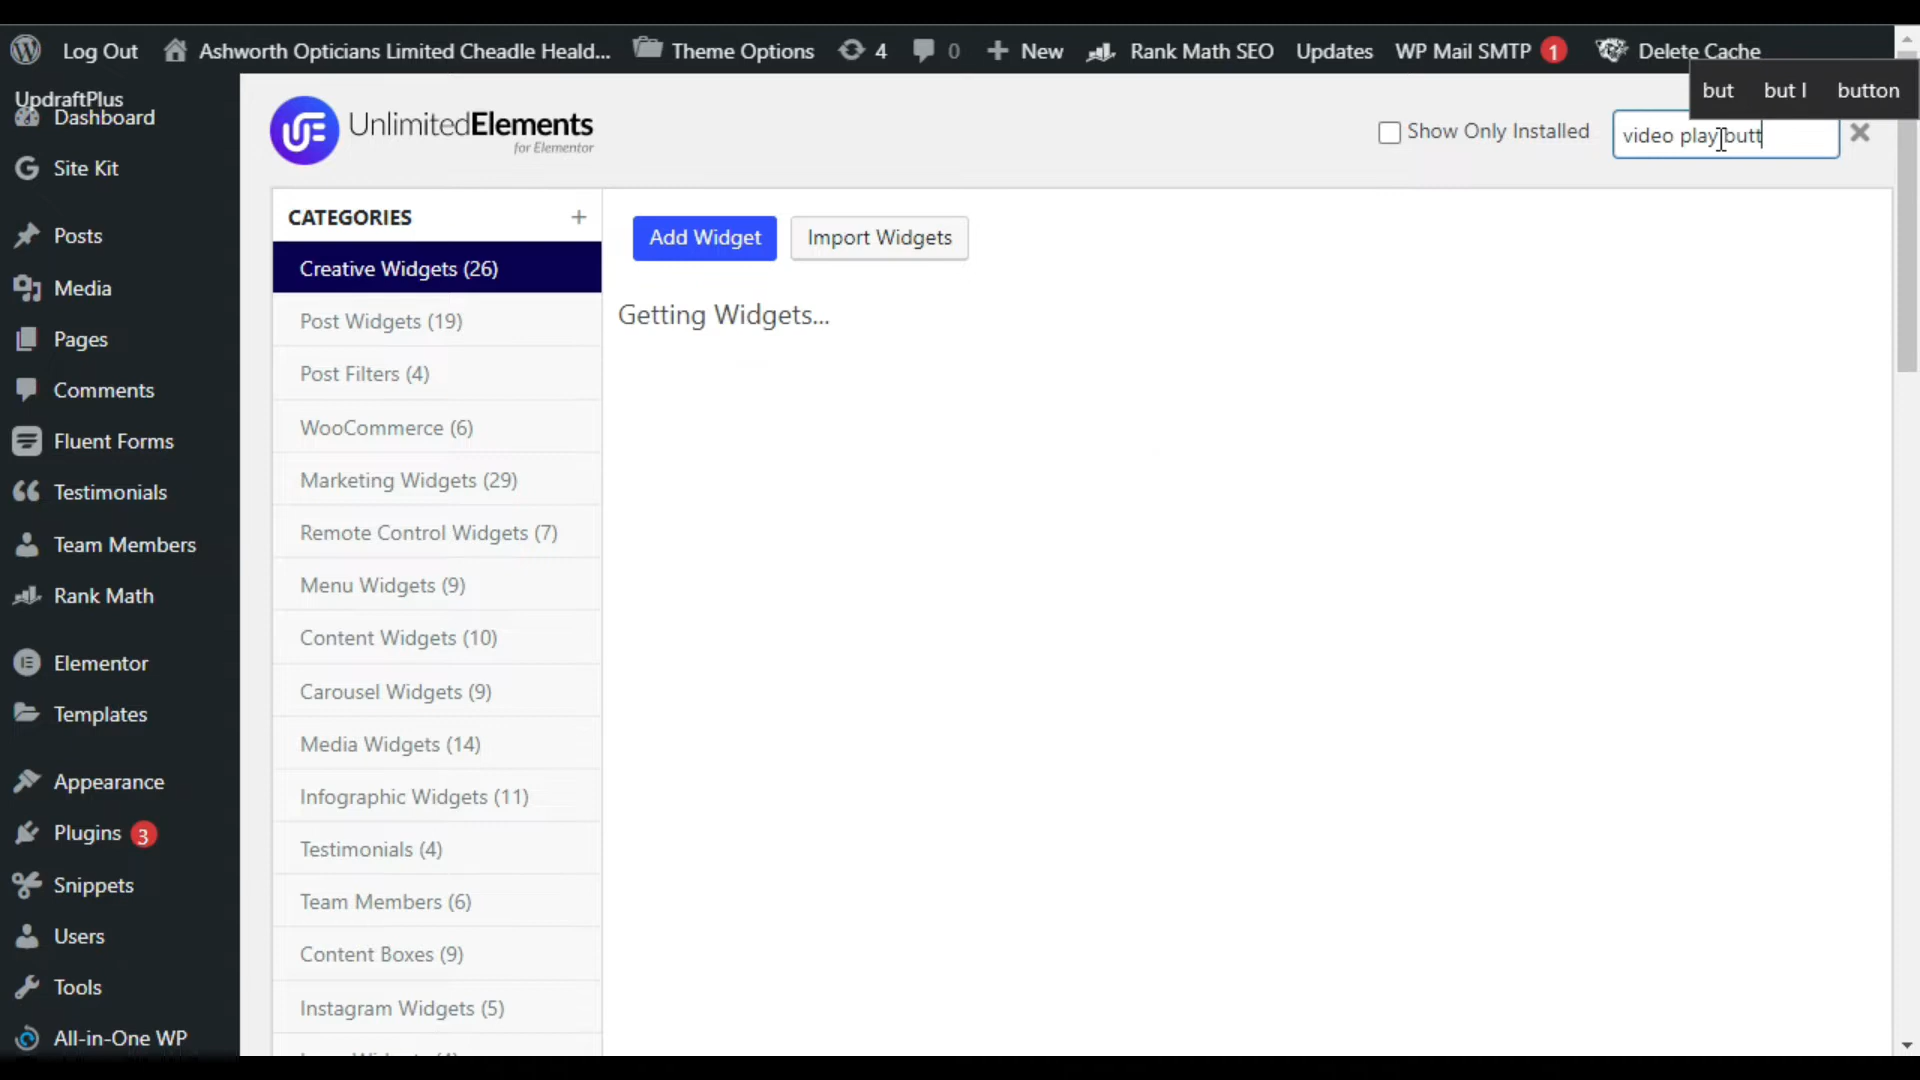 Log Out
Ashworth Opticians Limited Cheadle Heald...
Theme Options
4
0
New
Rank Math SEO
Updates
WP Mail SMTP 1
Delete Cache
but but I button
UpdraftPlus
Dashboard
Site Kit
Posts
Media
Pages
Comments
Fluent Forms
Testimonials
Team Members
Rank Math
Elementor
Templates
Appearance
Plugins 3
Snippets
Users
Tools
All-in-One WP
UE UnlimitedElements
for Elementor
Show Only Installed
video play butt
CATEGORIES
Creative Widgets (26)
Post Widgets (19)
Post Filters (4)
WooCommerce (6)
Marketing Widgets (29)
Remote Control Widgets (7)
Menu Widgets (9)
Content Widgets (10)
Carousel Widgets (9)
Media Widgets (14)
Infographic Widgets (11)
Testimonials (4)
Team Members (6)
Content Boxes (9)
Instagram Widgets (5)
Add Widget
Import Widgets
Getting Widgets...